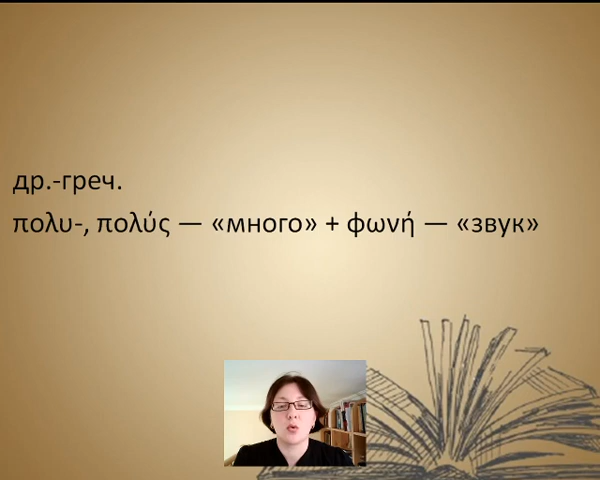 др.-греч.
πολυ-, πολύς — «много» + φωνή — «звук»